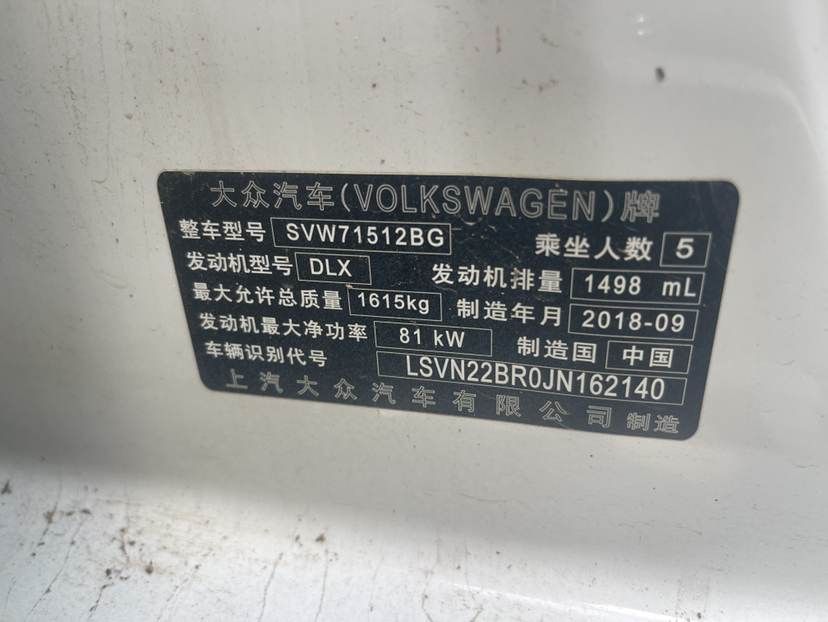 大众汽车(VOLKSWAGEN)牌
整车型号 SVW71512BG 乘坐人数 5
发动机型号 DLX 发动机排量 1498 mL
最大允许总质量 1615kg 制造年月 2018-09
发动机最大净功率 81 kW 制造国 中国
车辆识别代号 LSVN22BR0JN162140
上汽大众汽车有限公司 制造